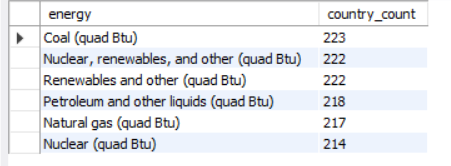 energy country_count
Coal (quad Btu) 223
Nuclear, renewables, and other (quad Btu) 222
Renewables and other (quad Btu) 222
Petroleum and other liquids (quad Btu) 218
Natural gas (quad Btu) 217
Nuclear (quad Btu) 214